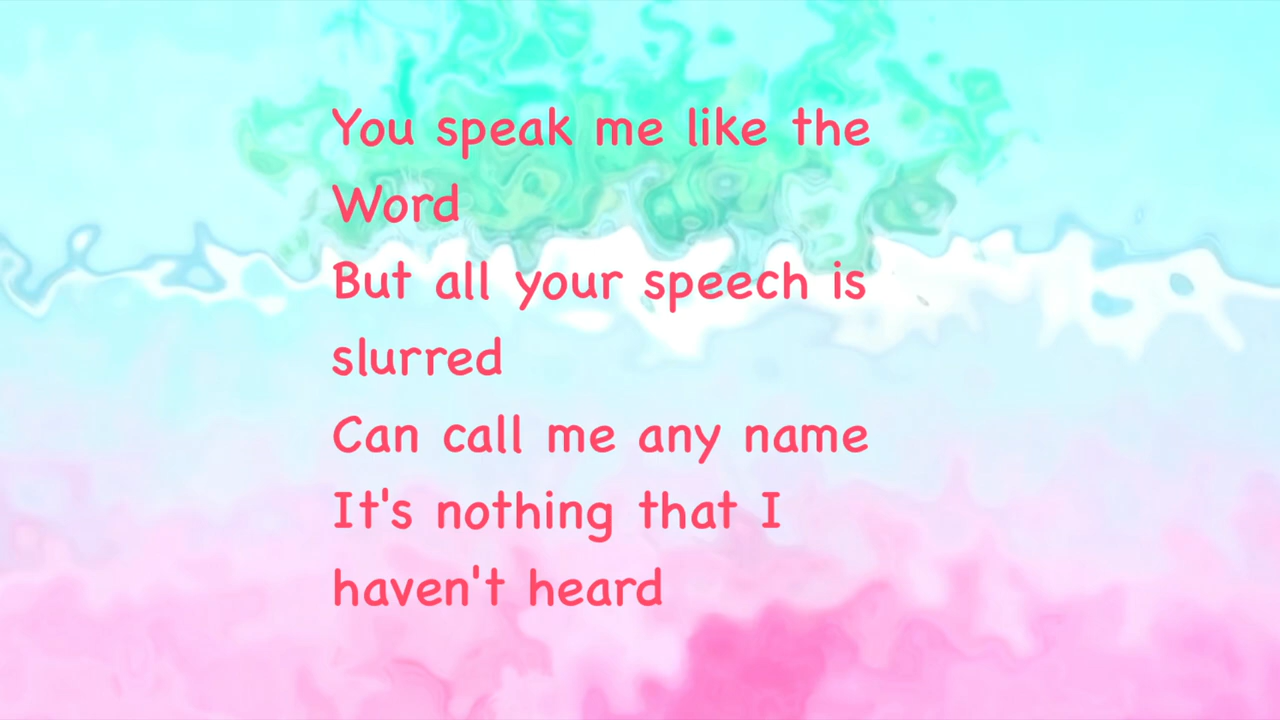 You speak me like the
Word
But all your speech is
slurred
Can call me any name
It's nothing that I
haven't heard